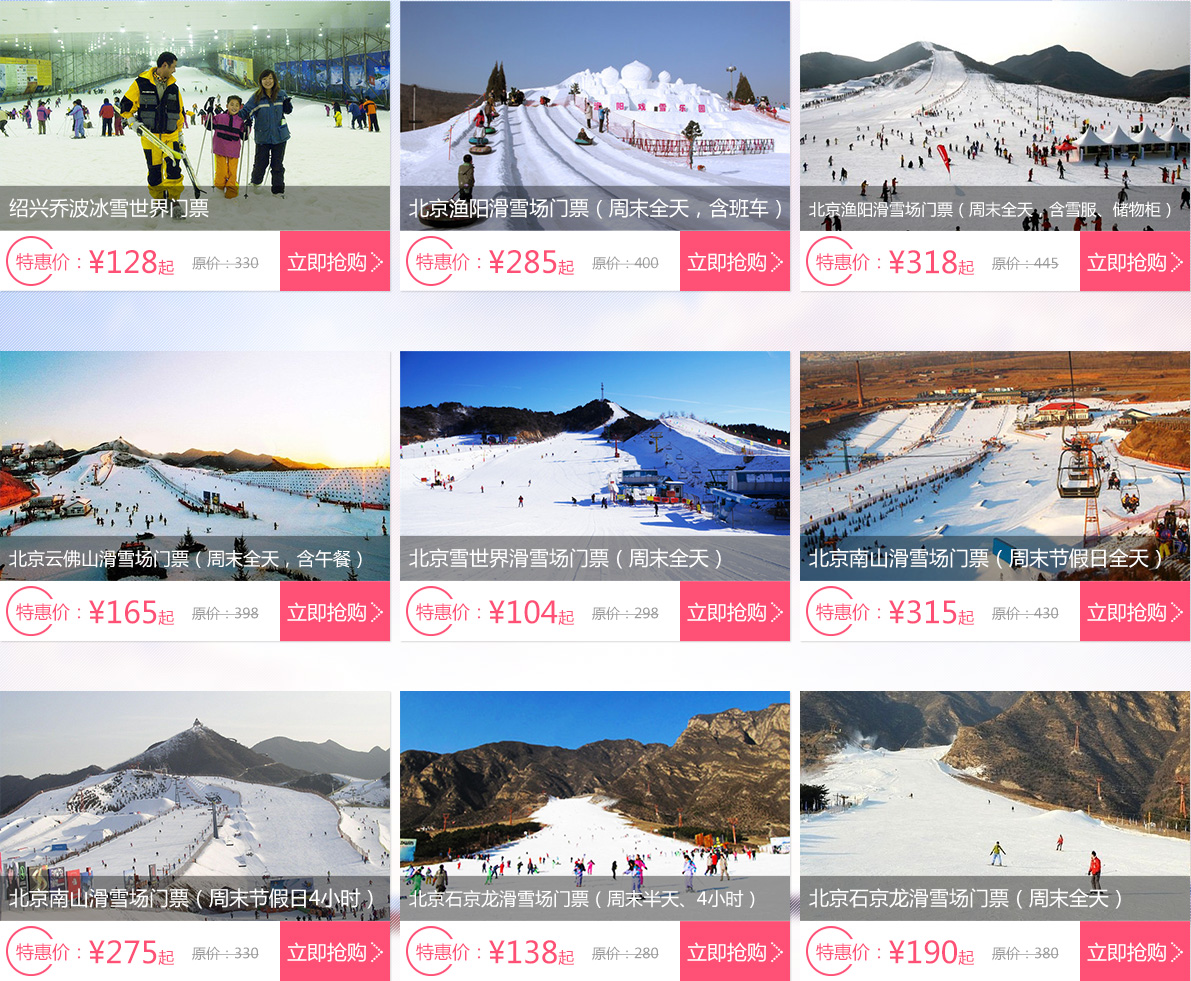 渔阳戏雪乐园
绍兴乔波冰雪世界门票
北京渔阳滑雪场门票（周末全天，含班车）
北京渔阳滑雪场门票（周末全天、含雪服、储物柜）
特惠价：¥128起 原价：330 立即抢购
特惠价：¥285起 原价：400 立即抢购
特惠价：¥318起 原价：445 立即抢购
北京云佛山滑雪场门票（周末全天，含午餐）
北京雪世界滑雪场门票（周末全天）
北京南山滑雪场门票（周末节假日全天）
特惠价：¥165起 原价：398 立即抢购
特惠价：¥104起 原价：298 立即抢购
特惠价：¥315起 原价：430 立即抢购
北京南山滑雪场门票（周末节假日4小时）
北京石京龙滑雪场门票（周末半天、4小时）
北京石京龙滑雪场门票（周末全天）
特惠价：¥275起 原价：330 立即抢购
特惠价：¥138起 原价：280 立即抢购
特惠价：¥190起 原价：380 立即抢购